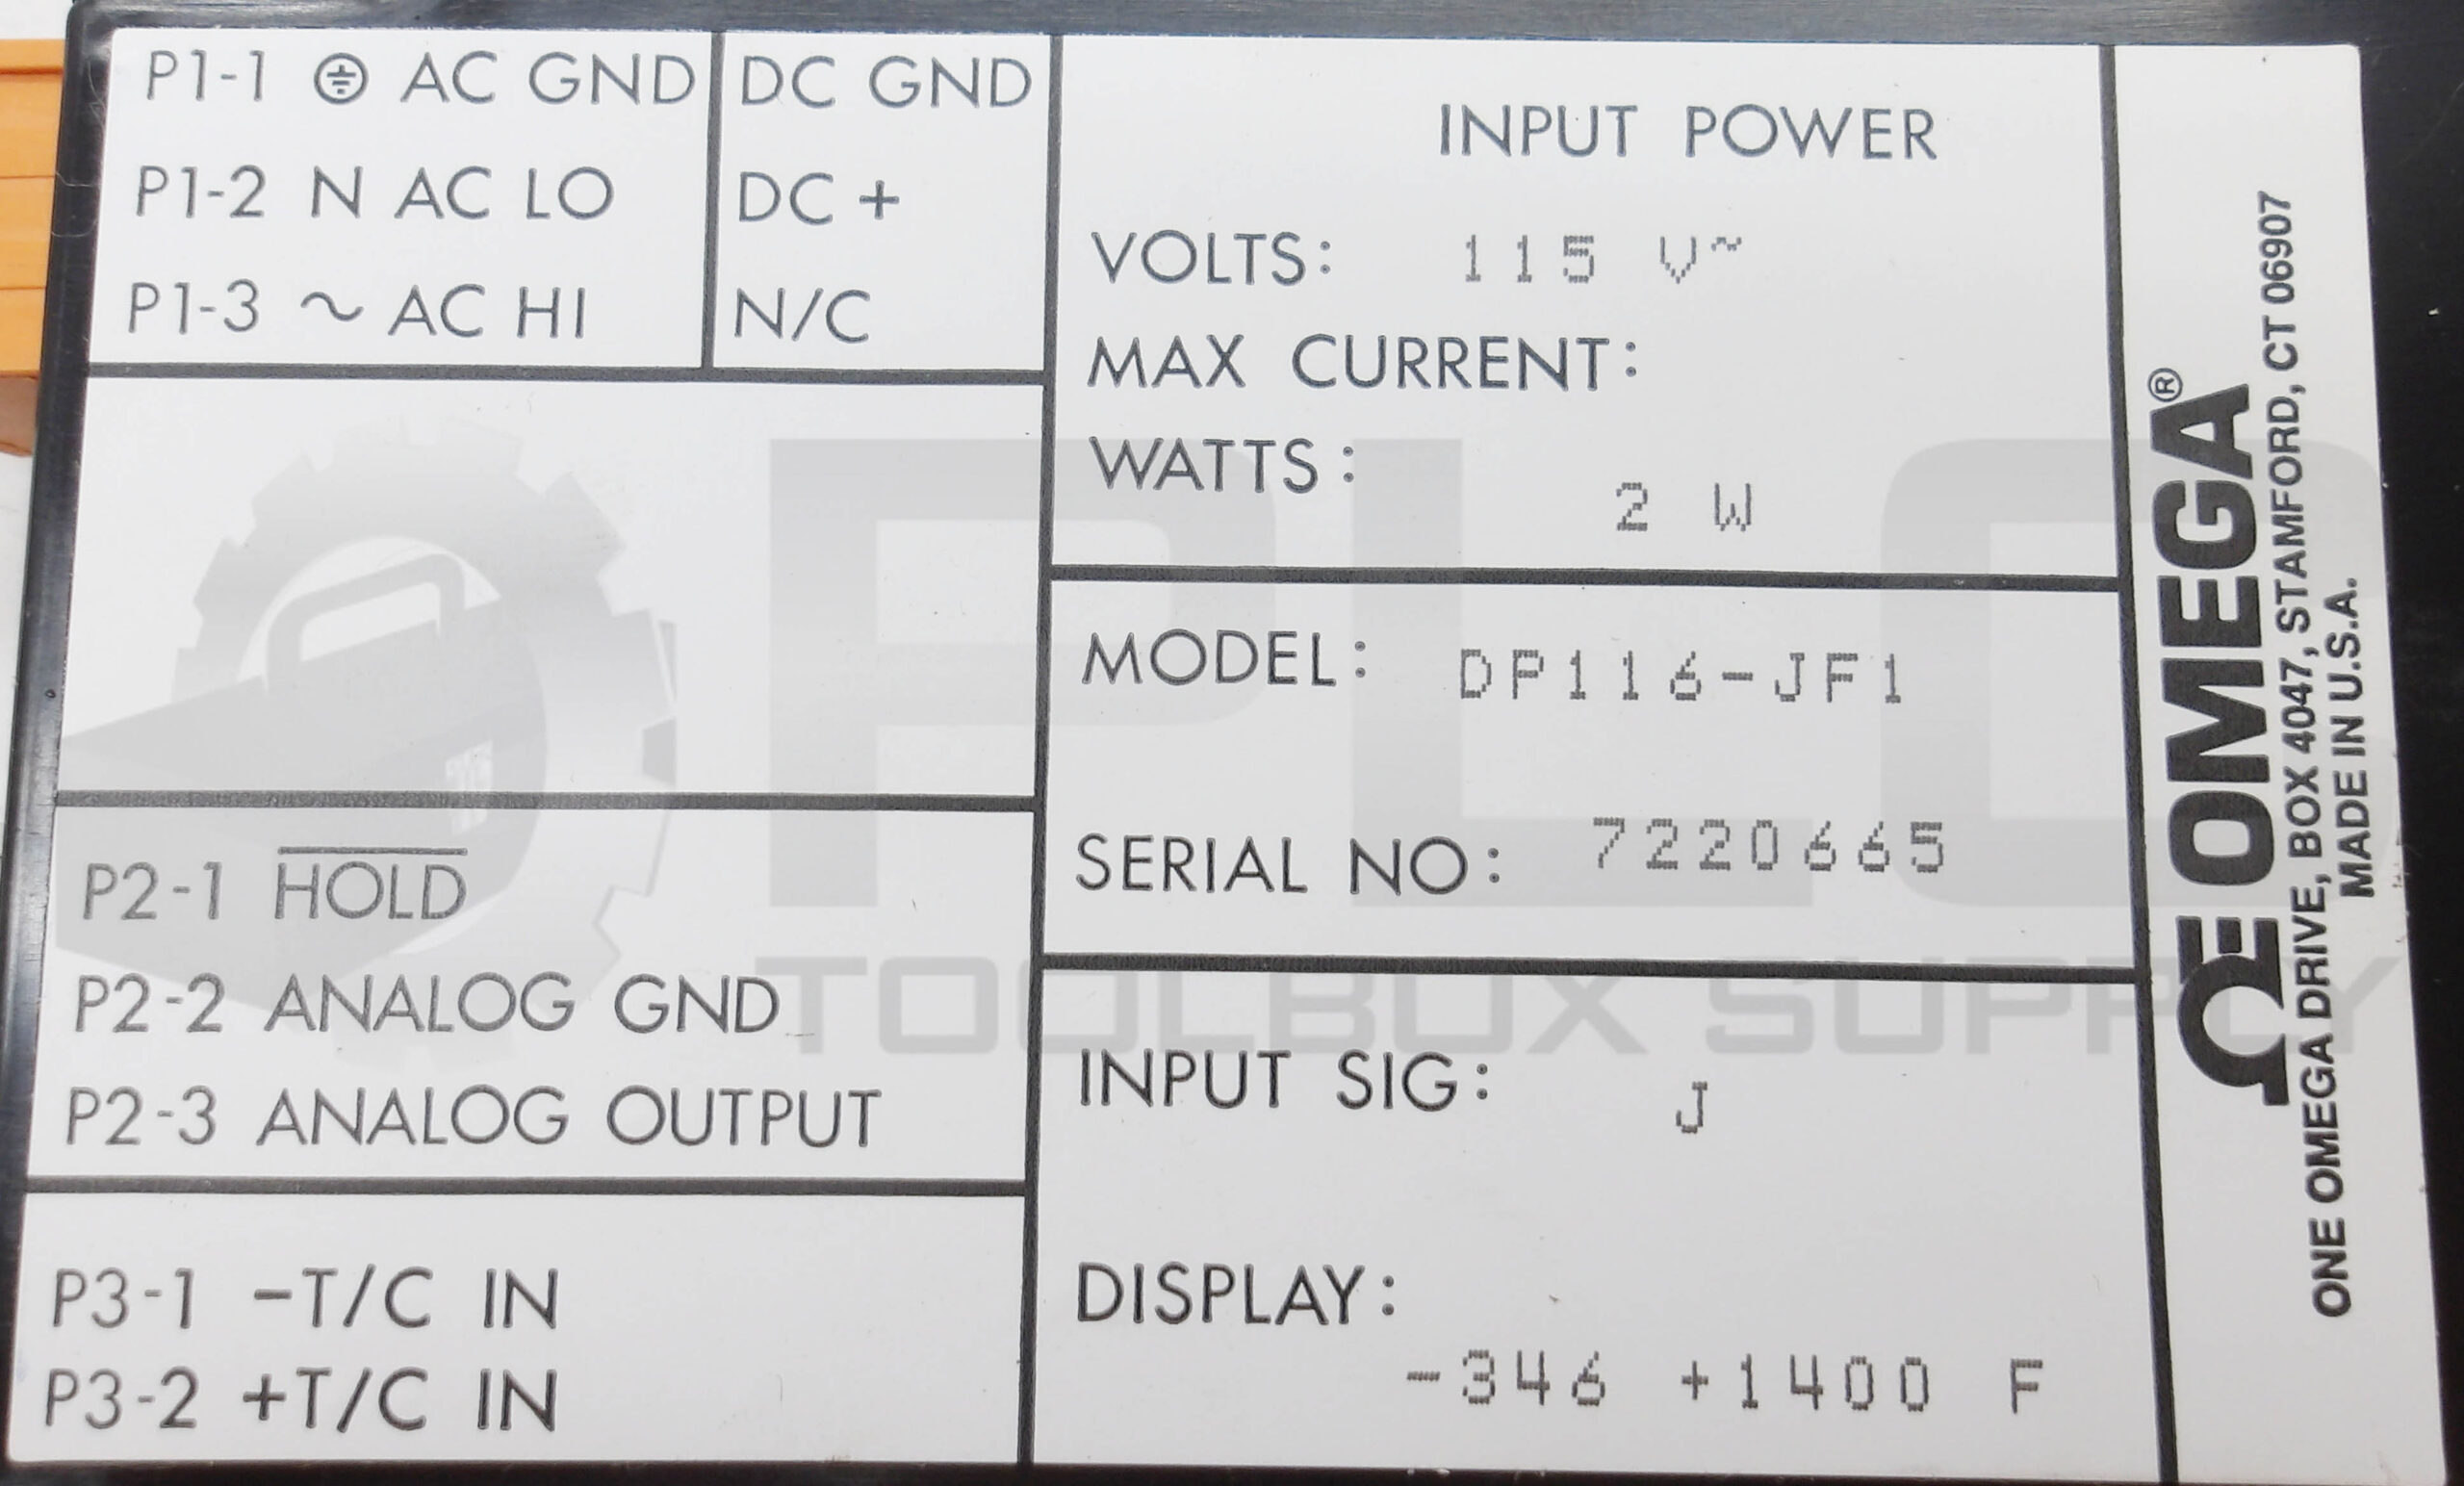 P1-1 ⏚ AC GND DC GND
P1-2 N AC LO DC +
P1-3 ~ AC HI N/C
P2-1 H̅O̅L̅D̅
P2-2 ANALOG GND
P2-3 ANALOG OUTPUT
P3-1 −T/C IN
P3-2 +T/C IN
INPUT POWER
VOLTS: 115 V~
MAX CURRENT:
WATTS: 2 W
MODEL: DP116-JF1
SERIAL NO: 7220665
INPUT SIG: J
DISPLAY:
-346 +1400 F
ΩE OMEGA®
ONE OMEGA DRIVE, BOX 4047, STAMFORD, CT 06907
MADE IN U.S.A.
PLC
TOOLBOX SUPPLY